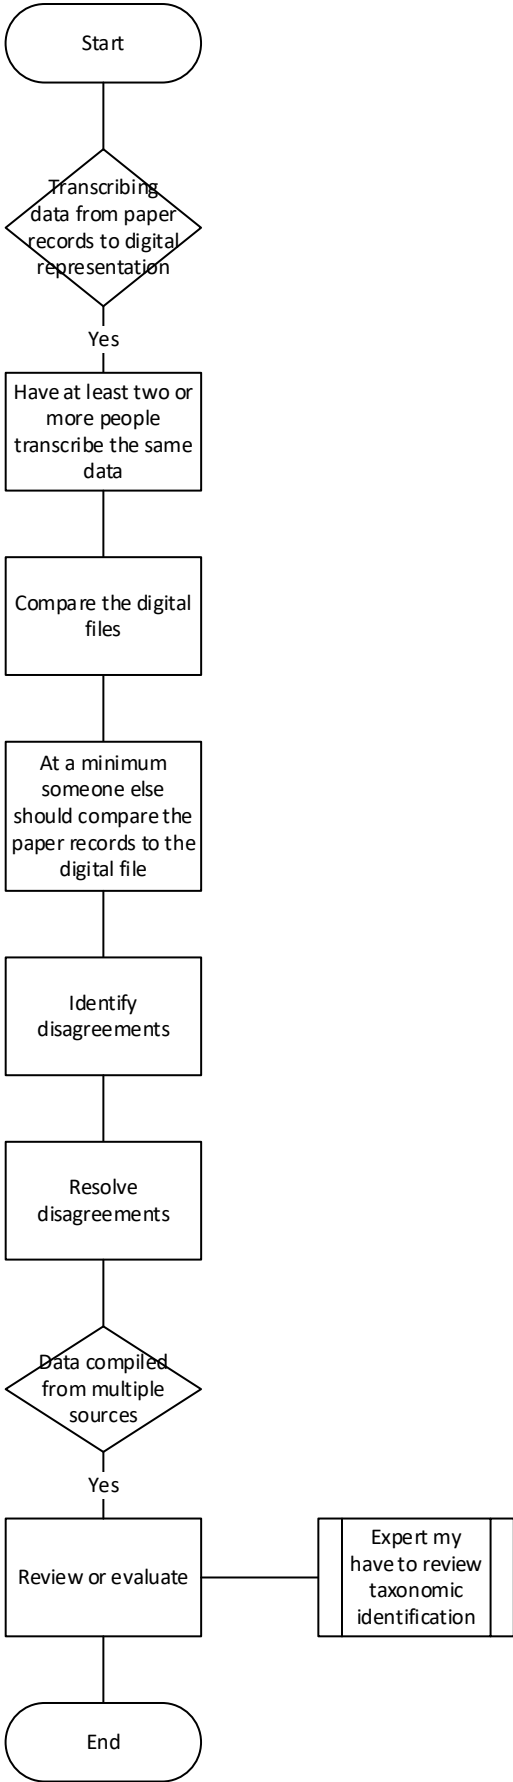 Start
Transcribing
data from paper
records to digital
representation
Yes
Have at least two or
more people
transcribe the same
data
Compare the digital
files
At a minimum
someone else
should compare the
paper records to the
digital file
Identify
disagreements
Resolve
disagreements
Data compiled
from multiple
sources
Yes
Review or evaluate
Expert my
have to review
taxonomic
identification
End